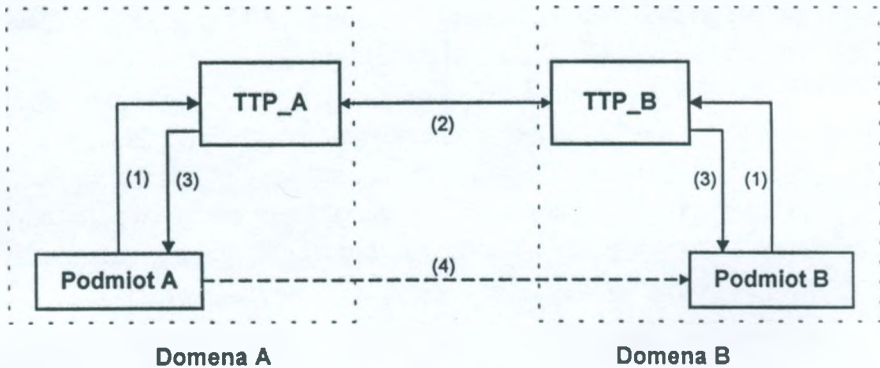 TTP_A
TTP_B
(2)
(1)
(3)
(3)
(1)
(4)
Podmiot A
Podmiot B
Domena A
Domena B